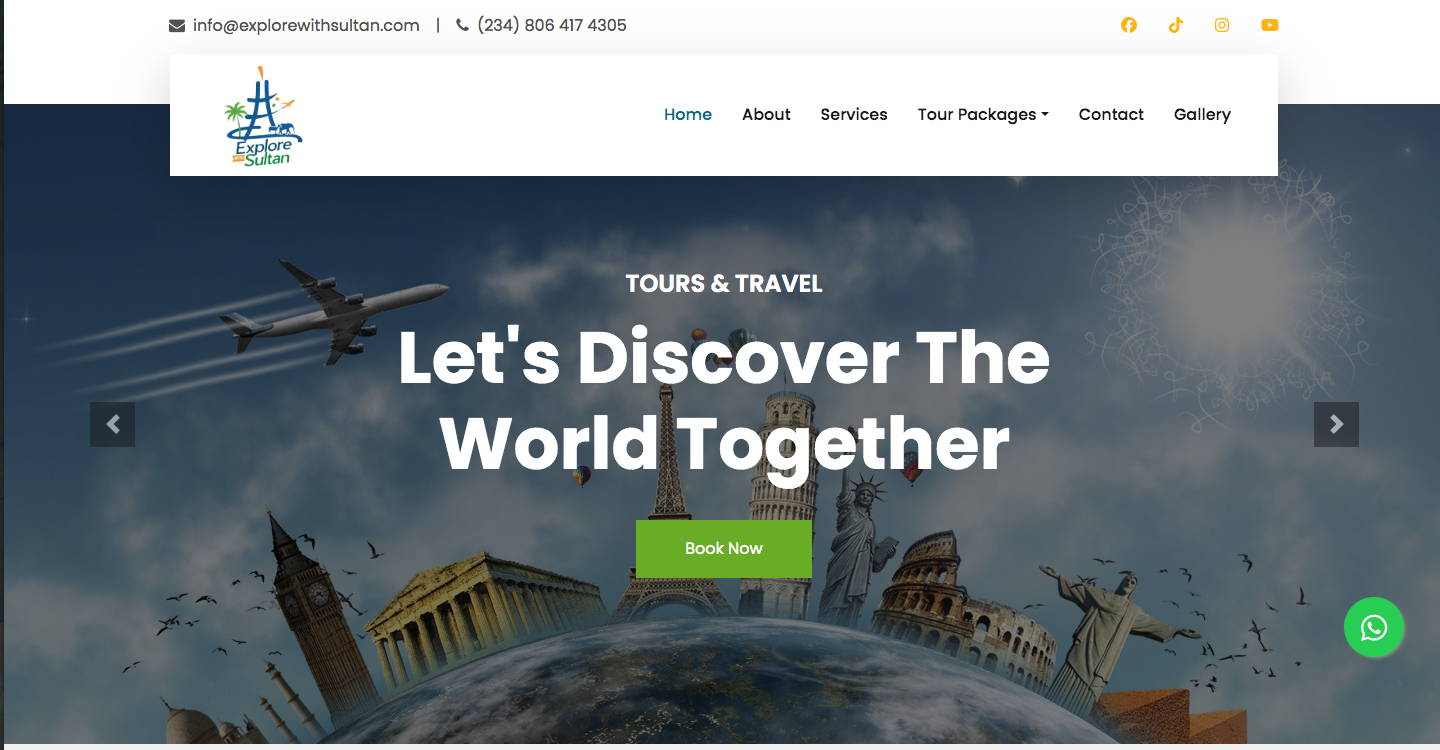 info@explorewithsultan.com | (234) 806 417 4305
Explore
with
Sultan
Home About Services Tour Packages Contact Gallery
TOURS & TRAVEL
Let's Discover The
World Together
Book Now